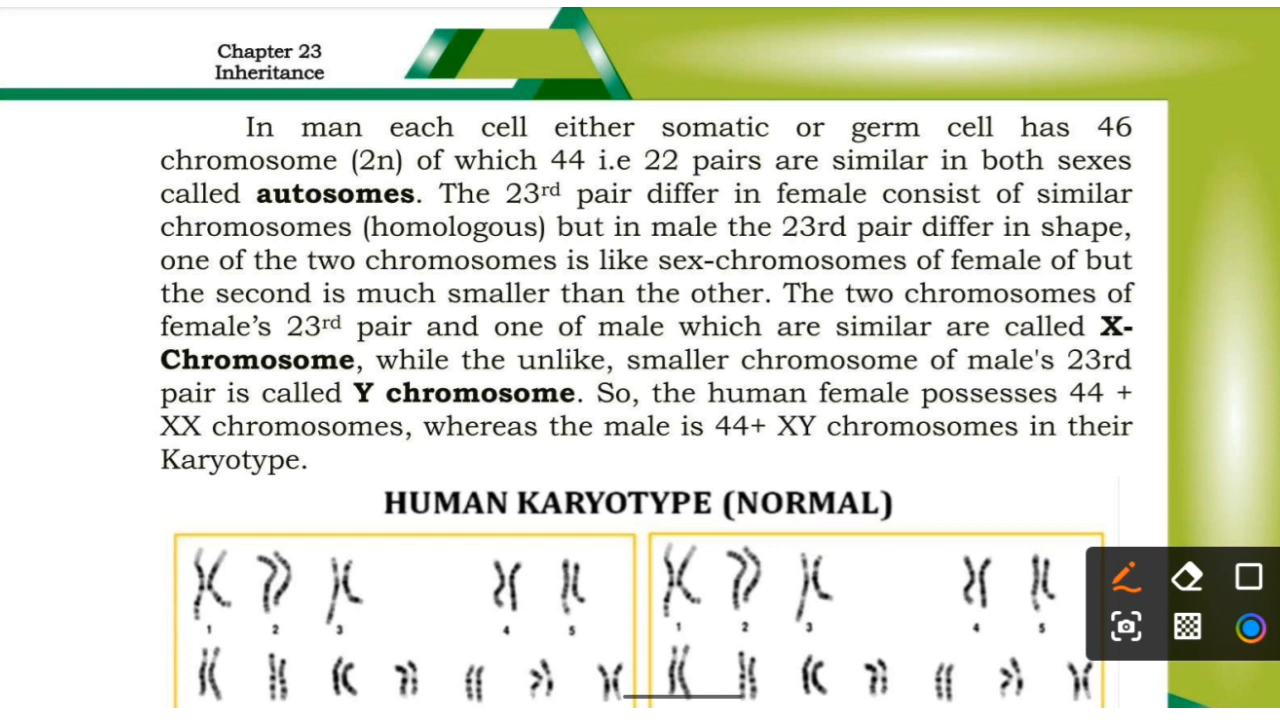 Chapter 23
Inheritance
In man each cell either somatic or germ cell has 46
chromosome (2n) of which 44 i.e 22 pairs are similar in both sexes
called autosomes. The 23rd pair differ in female consist of similar
chromosomes (homologous) but in male the 23rd pair differ in shape,
one of the two chromosomes is like sex-chromosomes of female of but
the second is much smaller than the other. The two chromosomes of
female's 23rd pair and one of male which are similar are called X-
Chromosome, while the unlike, smaller chromosome of male's 23rd
pair is called Y chromosome. So, the human female possesses 44 +
XX chromosomes, whereas the male is 44+ XY chromosomes in their
Karyotype.
HUMAN KARYOTYPE (NORMAL)
1 2 3 4 5 1 2 3 4 5